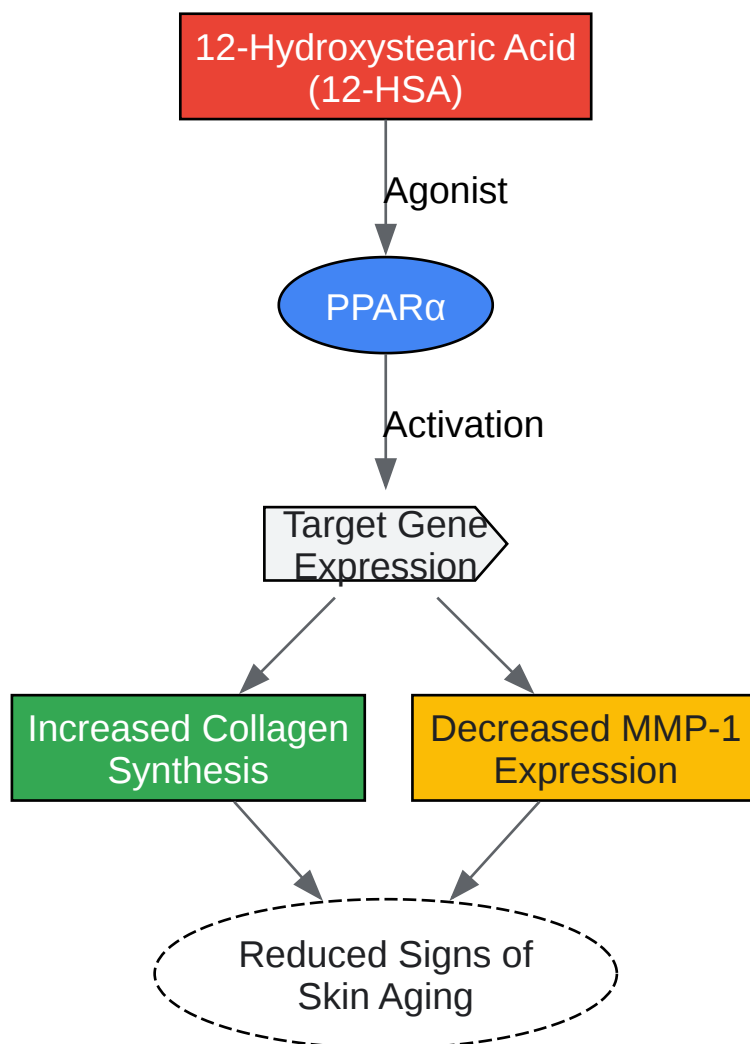 12-Hydroxystearic Acid
(12-HSA)
Agonist
PPARα
Activation
Target Gene
Expression
Increased Collagen
Synthesis
Decreased MMP-1
Expression
Reduced Signs of
Skin Aging